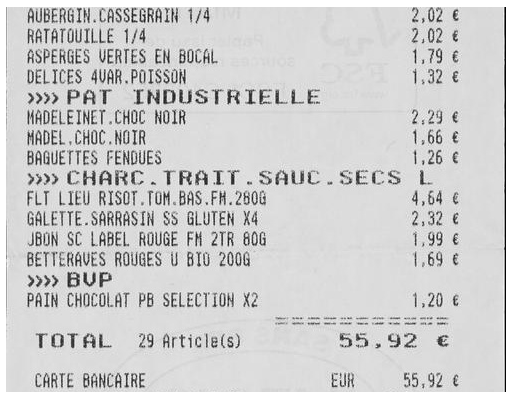 AUBERGIN.CASSEGRAIN 1/4 2,02 €
RATATOUILLE 1/4 2,02 €
ASPERGES VERTES EN BOCAL 1,79 €
DELICES 4VAR.POISSON 1,32 €
»»» PAT INDUSTRIELLE
MADELEINET.CHOC NOIR 2,29 €
MADEL.CHOC.NOIR 1,66 €
BAGUETTES FENDUES 1,26 €
»»» CHARC.TRAIT.SAUC.SECS L
FLT LIEU RISOT.TOM.BAS.FM.280G 4,64 €
GALETTE.SARRASIN SS GLUTEN X4 2,32 €
JBON SC LABEL ROUGE FM 2TR 80G 1,99 €
BETTERAVES ROUGES U BIO 200G 1,69 €
»»» BVP
PAIN CHOCOLAT PB SELECTION X2 1,20 €
===================
TOTAL 29 Article(s) 55,92 €
CARTE BANCAIRE EUR 55,92 €